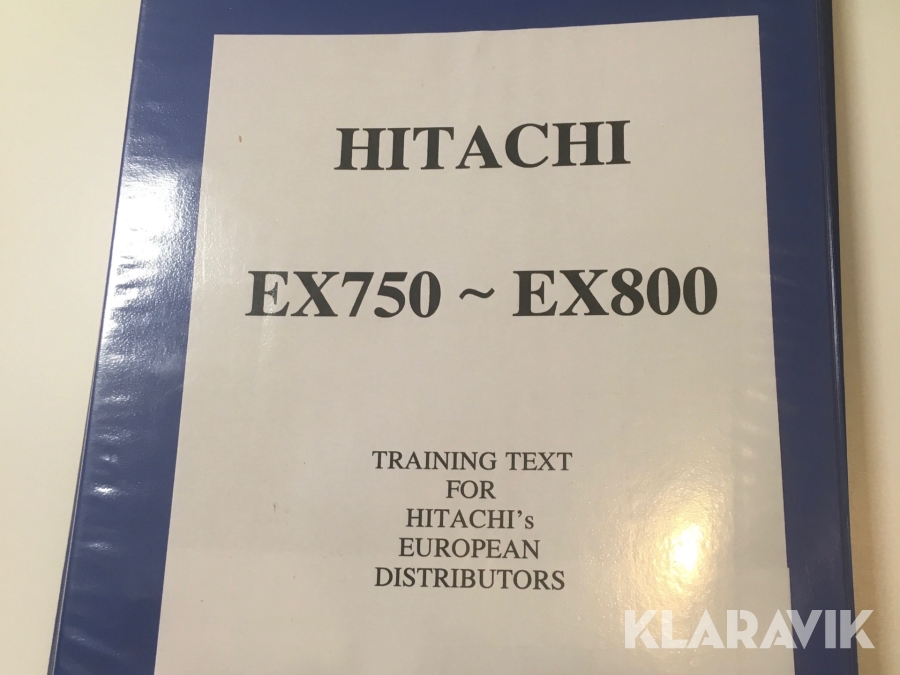 HITACHI
EX750 ~ EX800
TRAINING TEXT
FOR
HITACHI's
EUROPEAN
DISTRIBUTORS
KLARAVIK